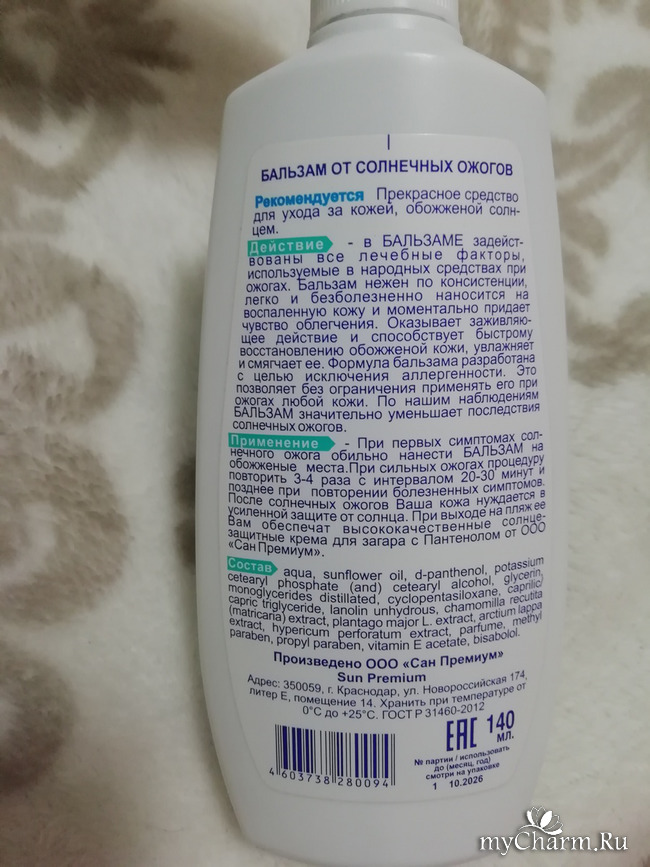 БАЛЬЗАМ ОТ СОЛНЕЧНЫХ ОЖОГОВ
Рекомендуется Прекрасное средство
для ухода за кожей, обожженой солн-
цем.
Действие - в БАЛЬЗАМЕ задейст-
вованы все лечебные факторы,
используемые в народных средствах при
ожогах. Бальзам нежен по консистенции,
легко и безболезненно наносится на
воспаленную кожу и моментально придает
чувство облегчения. Оказывает заживляю-
щее действие и способствует быстрому
восстановлению обожженой кожи, увлажняет
и смягчает ее. Формула бальзама разработана
с целью исключения аллергенности. Это
позволяет без ограничения применять его при
ожогах любой кожи. По нашим наблюдениям
БАЛЬЗАМ значительно уменьшает последствия
солнечных ожогов.
Применение - При первых симптомах сол-
нечного ожога обильно нанести БАЛЬЗАМ на
обожженые места.При сильных ожогах процедуру
повторить 3-4 раза с интервалом 20-30 минут и
позднее при повторении болезненных симптомов.
После солнечных ожогов Ваша кожа нуждается в
усиленной защите от солнца. При выходе на пляж ее
Вам обеспечат высококачественные солнце-
защитные крема для загара с Пантенолом от ООО
«Сан Премиум».
Состав aqua, sunflower oil, d-panthenol, potassium
cetearyl phosphate (and) cetearyl alcohol, glycerin,
monoglycerides distilled, cyclopentasiloxane, caprilic/
capric triglyceride, lanolin unhydrous, chamomilla recutita
(matricaria) extract, plantago major L. extract, arctium lappa
extract, hypericum perforatum extract, parfume, methyl
paraben, propyl paraben, vitamin E acetate, bisabolol.
Произведено ООО «Сан Премиум»
Sun Premium
Адрес: 350059, г. Краснодар, ул. Новороссийская 174,
литер Е, помещение 14. Хранить при температуре от
0°С до +25°С. ГОСТ Р 31460-2012
EAC 140
мл.
№ партии / использовать
до (месяц, год)
смотри на упаковке
1 10.2026
4 603738 280094
myCharm.Ru